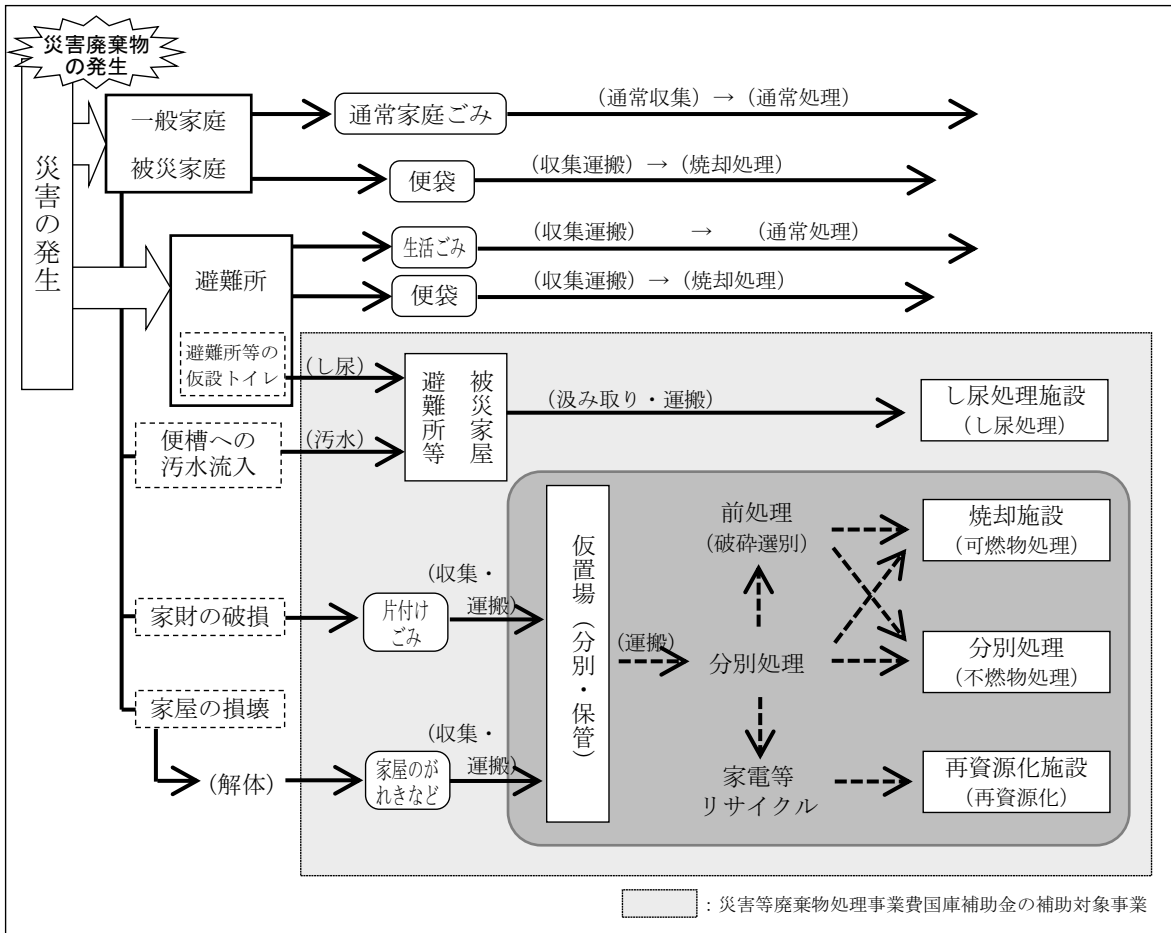 災害廃棄物
の発生
災害の発生
一般家庭
被災家庭
通常家庭ごみ
(通常収集) → (通常処理)
便袋
(収集運搬) → (焼却処理)
避難所
生活ごみ
(収集運搬) → (通常処理)
便袋
(収集運搬) → (焼却処理)
避難所等の
仮設トイレ
(し尿)
便槽への
汚水流入
(汚水)
被災家屋
避難所等
(汲み取り・運搬)
し尿処理施設
(し尿処理)
家財の破損
片付け
ごみ
(収集・
運搬)
家屋の損壊
(解体)
家屋のが
れきなど
(収集・
運搬)
仮置場(分別・保管)
(運搬)
前処理
(破砕選別)
分別処理
家電等
リサイクル
焼却施設
(可燃物処理)
分別処理
(不燃物処理)
再資源化施設
(再資源化)
:災害等廃棄物処理事業費国庫補助金の補助対象事業